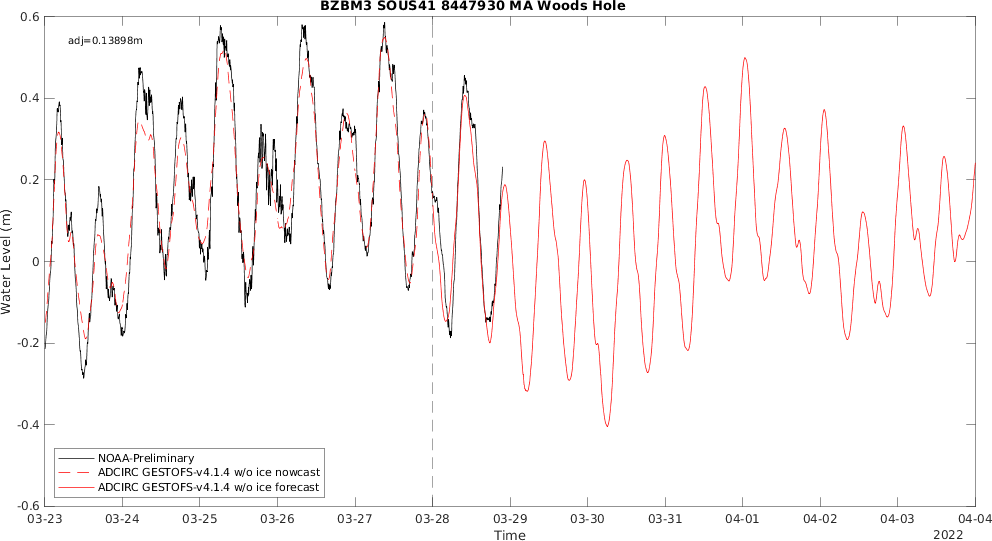 BZBM3 SOUS41 8447930 MA Woods Hole
adj=0.13898m
0.6
0.4
0.2
0
-0.2
-0.4
-0.6
Water Level (m)
NOAA-Preliminary
ADCIRC GESTOFS-v4.1.4 w/o ice nowcast
ADCIRC GESTOFS-v4.1.4 w/o ice forecast
03-23 03-24 03-25 03-26 03-27 03-28 03-29 03-30 03-31 04-01 04-02 04-03 04-04
Time
2022